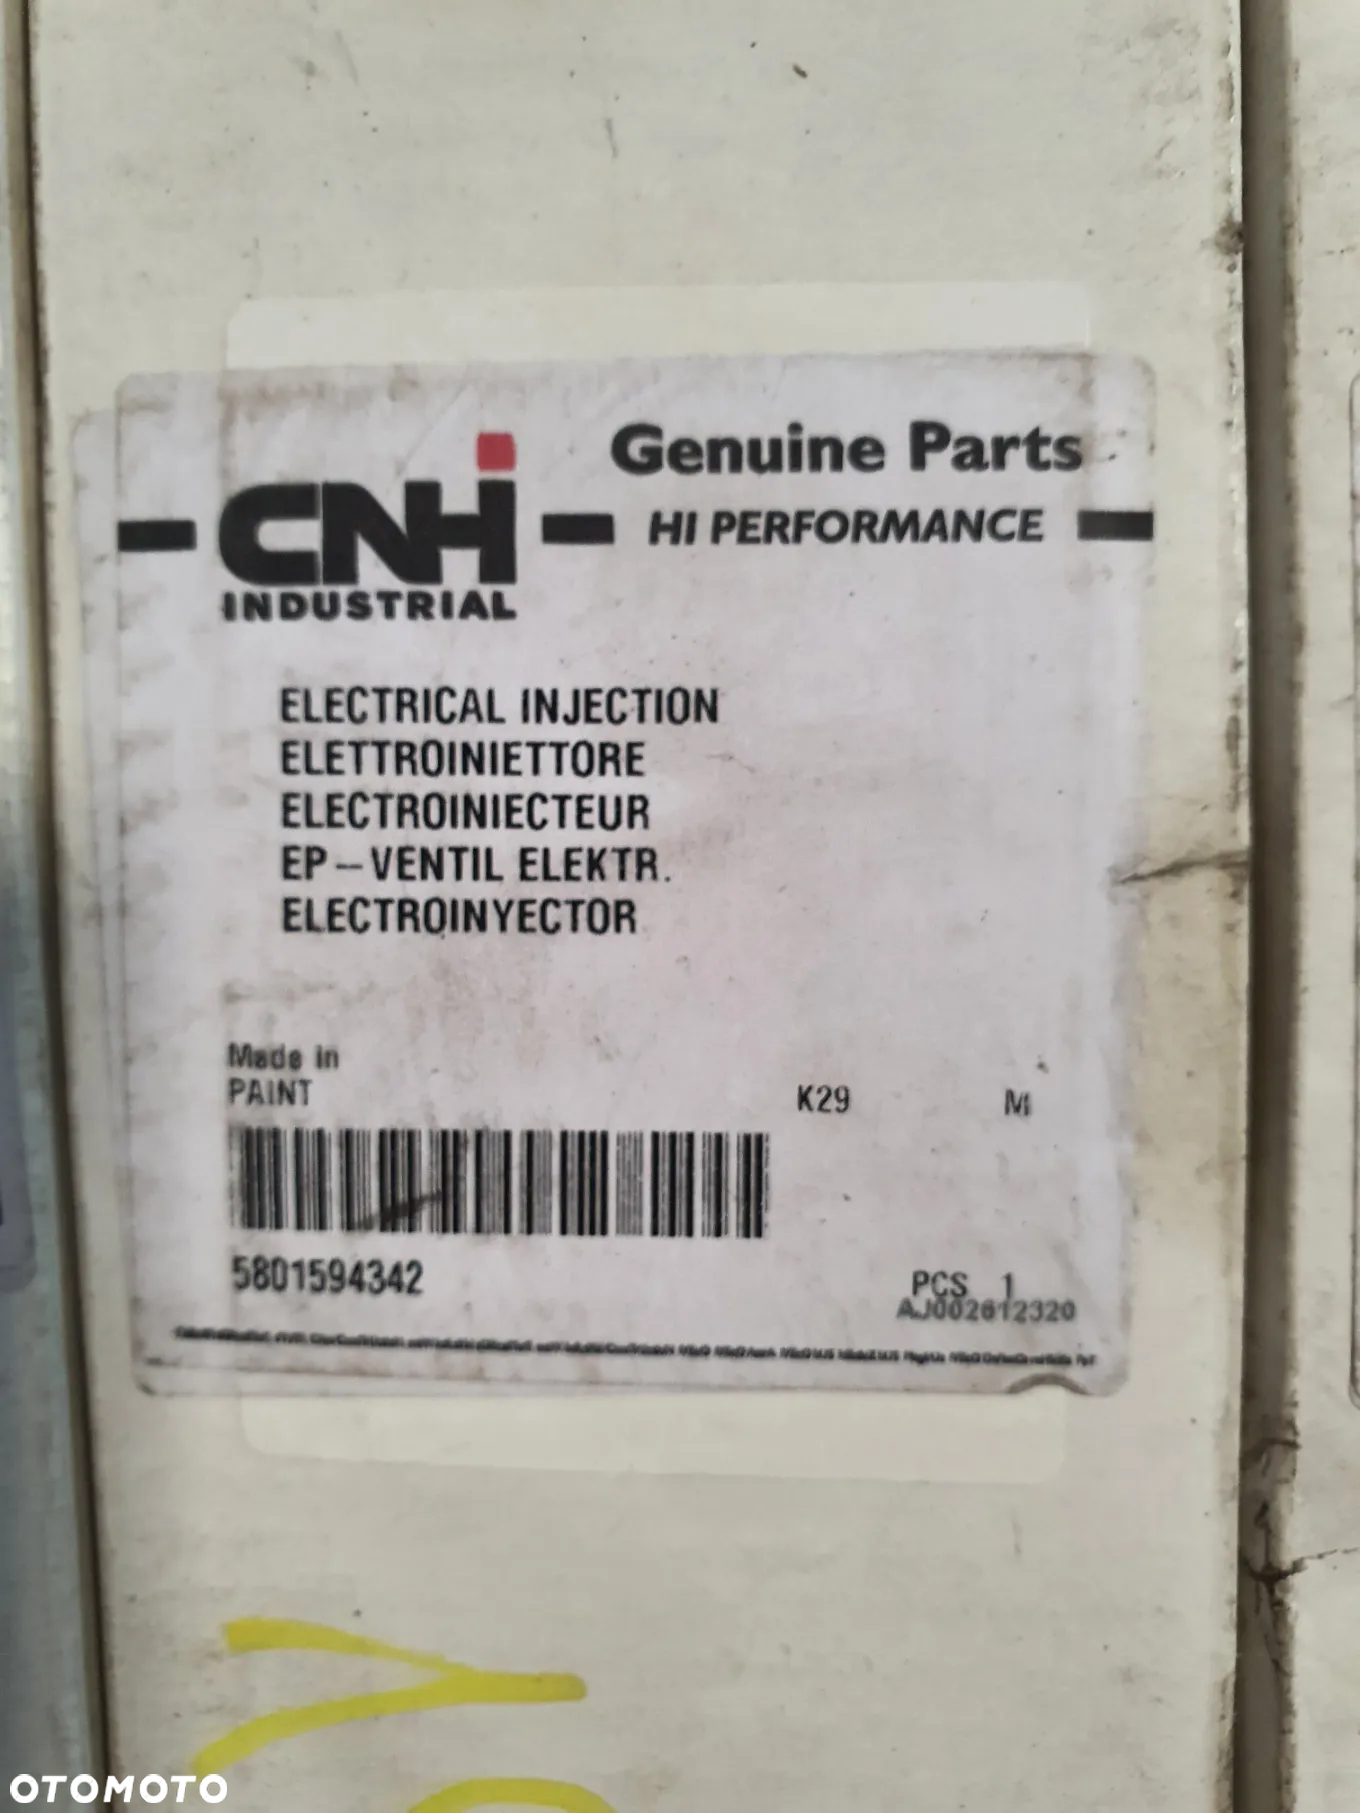 Genuine Parts
CNH
INDUSTRIAL
HI PERFORMANCE
ELECTRICAL INJECTION
ELETTROINIETTORE
ELECTROINIECTEUR
EP-VENTIL ELEKTR.
ELECTROINYECTOR
Made in
PAINT
K29 M
5801594342
PCS 1
AJ002612320
OTOMOTO